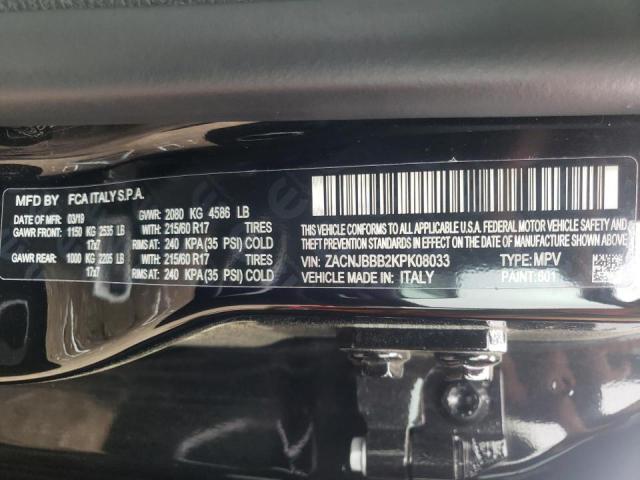 MFD BY FCA ITALY S.P.A.
DATE OF MFR 03/19 GVWR: 2080 KG 4586 LB
GAWR FRONT: 1150 KG 2535 LB WITH 215/60 R17 TIRES
17x7 RIMS AT 240 KPA(35 PSI) COLD
GAWR REAR: 1000 KG 2205 LB WITH 215/60 R17 TIRES
17x7 RIMS AT 240 KPA(35 PSI) COLD
THIS VEHICLE CONFORMS TO ALL APPLICABLE U.S.A. FEDERAL MOTOR VEHICLE SAFETY
AND THEFT PREVENTION STANDARDS IN EFFECT ON THE DATE OF MANUFACTURE SHOWN ABOVE
VIN: ZACNJBBB2KPK08033 TYPE: MPV
VEHICLE MADE IN: ITALY PAINT: 601